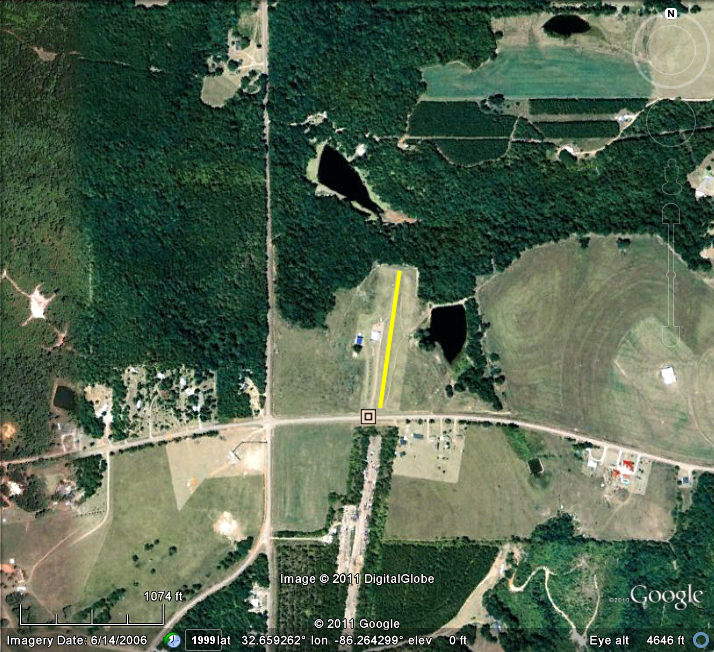 N
1074 ft
Image © 2011 DigitalGlobe
©2010 Google
© 2011 Google
Imagery Date: 6/14/2006 1999 lat 32.659262° lon -86.264299° elev 0 ft Eye alt 4646 ft